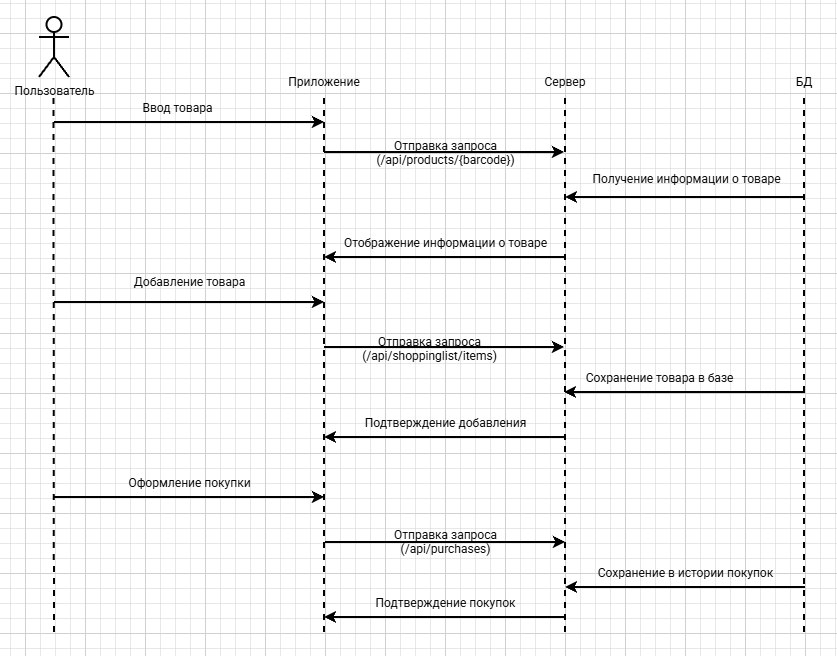 Пользователь
Приложение
Сервер
БД
Ввод товара
Отправка запроса
(/api/products/{barcode})
Получение информации о товаре
Отображение информации о товаре
Добавление товара
Отправка запроса
(/api/shoppinglist/items)
Сохранение товара в базе
Подтверждение добавления
Оформление покупки
Отправка запроса
(/api/purchases)
Сохранение в истории покупок
Подтверждение покупок